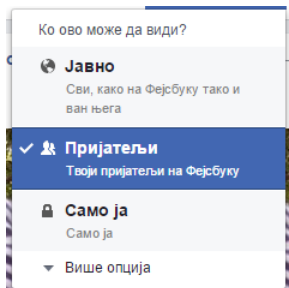 Ко ово може да види?
Јавно
Сви, како на Фејсбуку тако и
ван њега
Пријатељи
Твоји пријатељи на Фејсбуку
Само ја
Само ја
Више опција